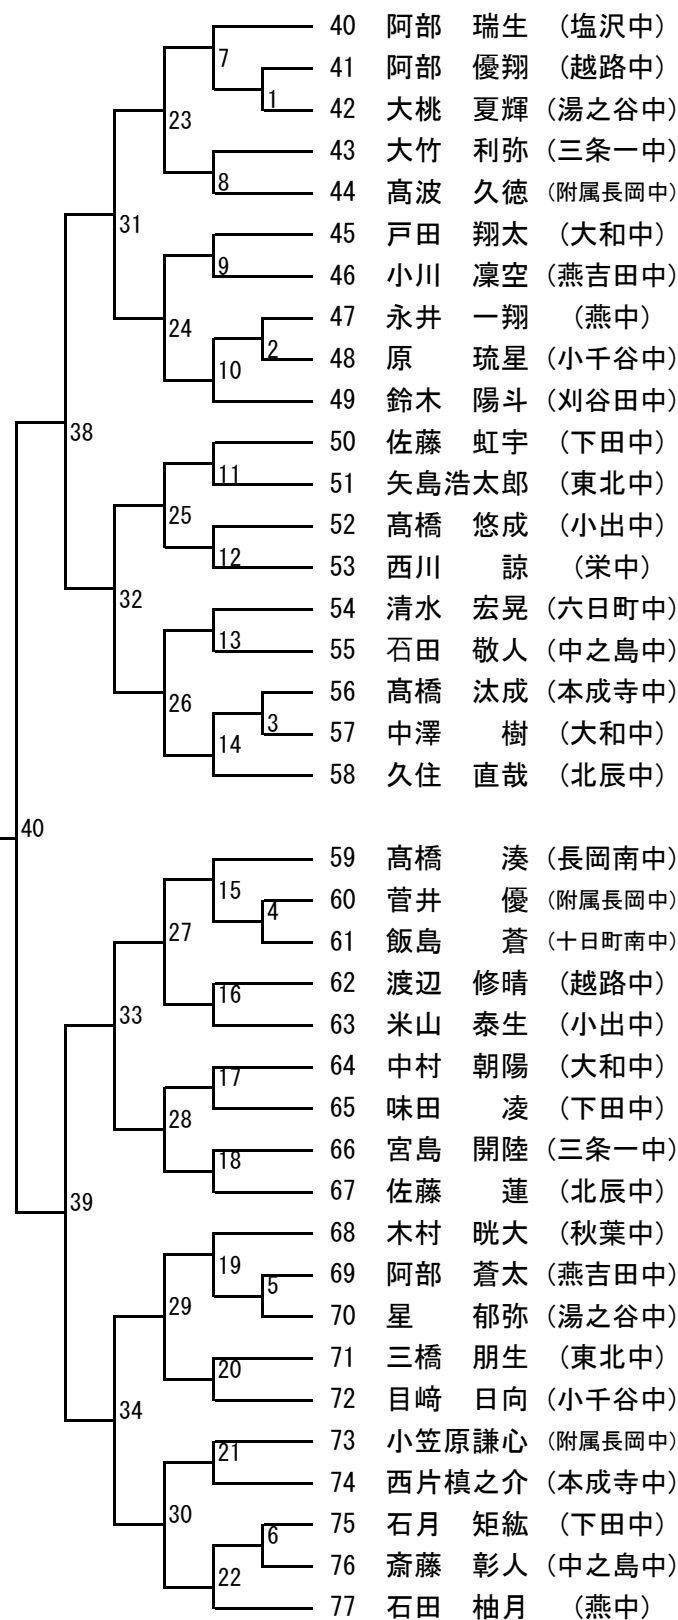 40 阿部 瑞生 (塩沢中)
7
41 阿部 優翔 (越路中)
1
42 大桃 夏輝 (湯之谷中)
23
43 大竹 利弥 (三条一中)
8
44 髙波 久徳 (附属長岡中)
31
45 戸田 翔太 (大和中)
9
46 小川 凜空 (燕吉田中)
47 永井 一翔 (燕中)
24
2
48 原 琉星 (小千谷中)
10
49 鈴木 陽斗 (刈谷田中)
38
50 佐藤 虹宇 (下田中)
11
51 矢島浩太郎 (東北中)
25
52 髙橋 悠成 (小出中)
12
53 西川 諒 (栄中)
32
54 清水 宏晃 (六日町中)
13
55 石田 敬人 (中之島中)
56 髙橋 汰成 (本成寺中)
26
3
57 中澤 樹 (大和中)
14
58 久住 直哉 (北辰中)
40
59 髙橋 湊 (長岡南中)
15
60 菅井 優 (附属長岡中)
4
61 飯島 蒼 (十日町南中)
27
62 渡辺 修晴 (越路中)
16
63 米山 泰生 (小出中)
33
64 中村 朝陽 (大和中)
17
65 味田 凌 (下田中)
28
66 宮島 開陸 (三条一中)
18
67 佐藤 蓮 (北辰中)
39
68 木村 晄大 (秋葉中)
19
69 阿部 蒼太 (燕吉田中)
5
70 星 郁弥 (湯之谷中)
29
71 三橋 朋生 (東北中)
20
72 目﨑 日向 (小千谷中)
34
73 小笠原謙心 (附属長岡中)
21
74 西片槙之介 (本成寺中)
30
75 石月 矩紘 (下田中)
6
76 斎藤 彰人 (中之島中)
22
77 石田 柚月 (燕中)